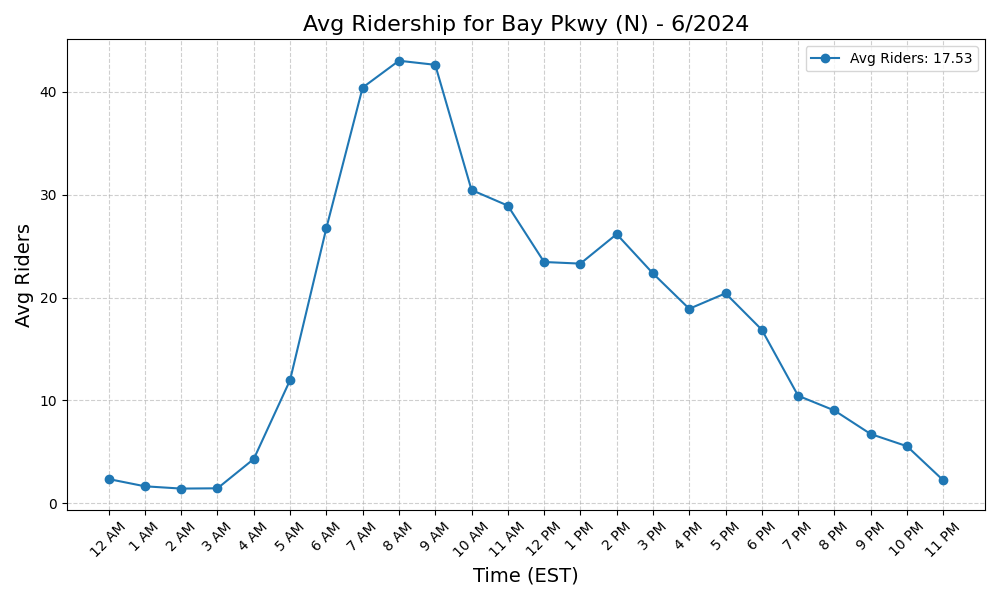 Avg Ridership for Bay Pkwy (N) - 6/2024
Avg Riders: 17.53
Avg Riders
40
30
20
10
0
12 AM
1 AM
2 AM
3 AM
4 AM
5 AM
6 AM
7 AM
8 AM
9 AM
10 AM
11 AM
12 PM
1 PM
2 PM
3 PM
4 PM
5 PM
6 PM
7 PM
8 PM
9 PM
10 PM
11 PM
Time (EST)